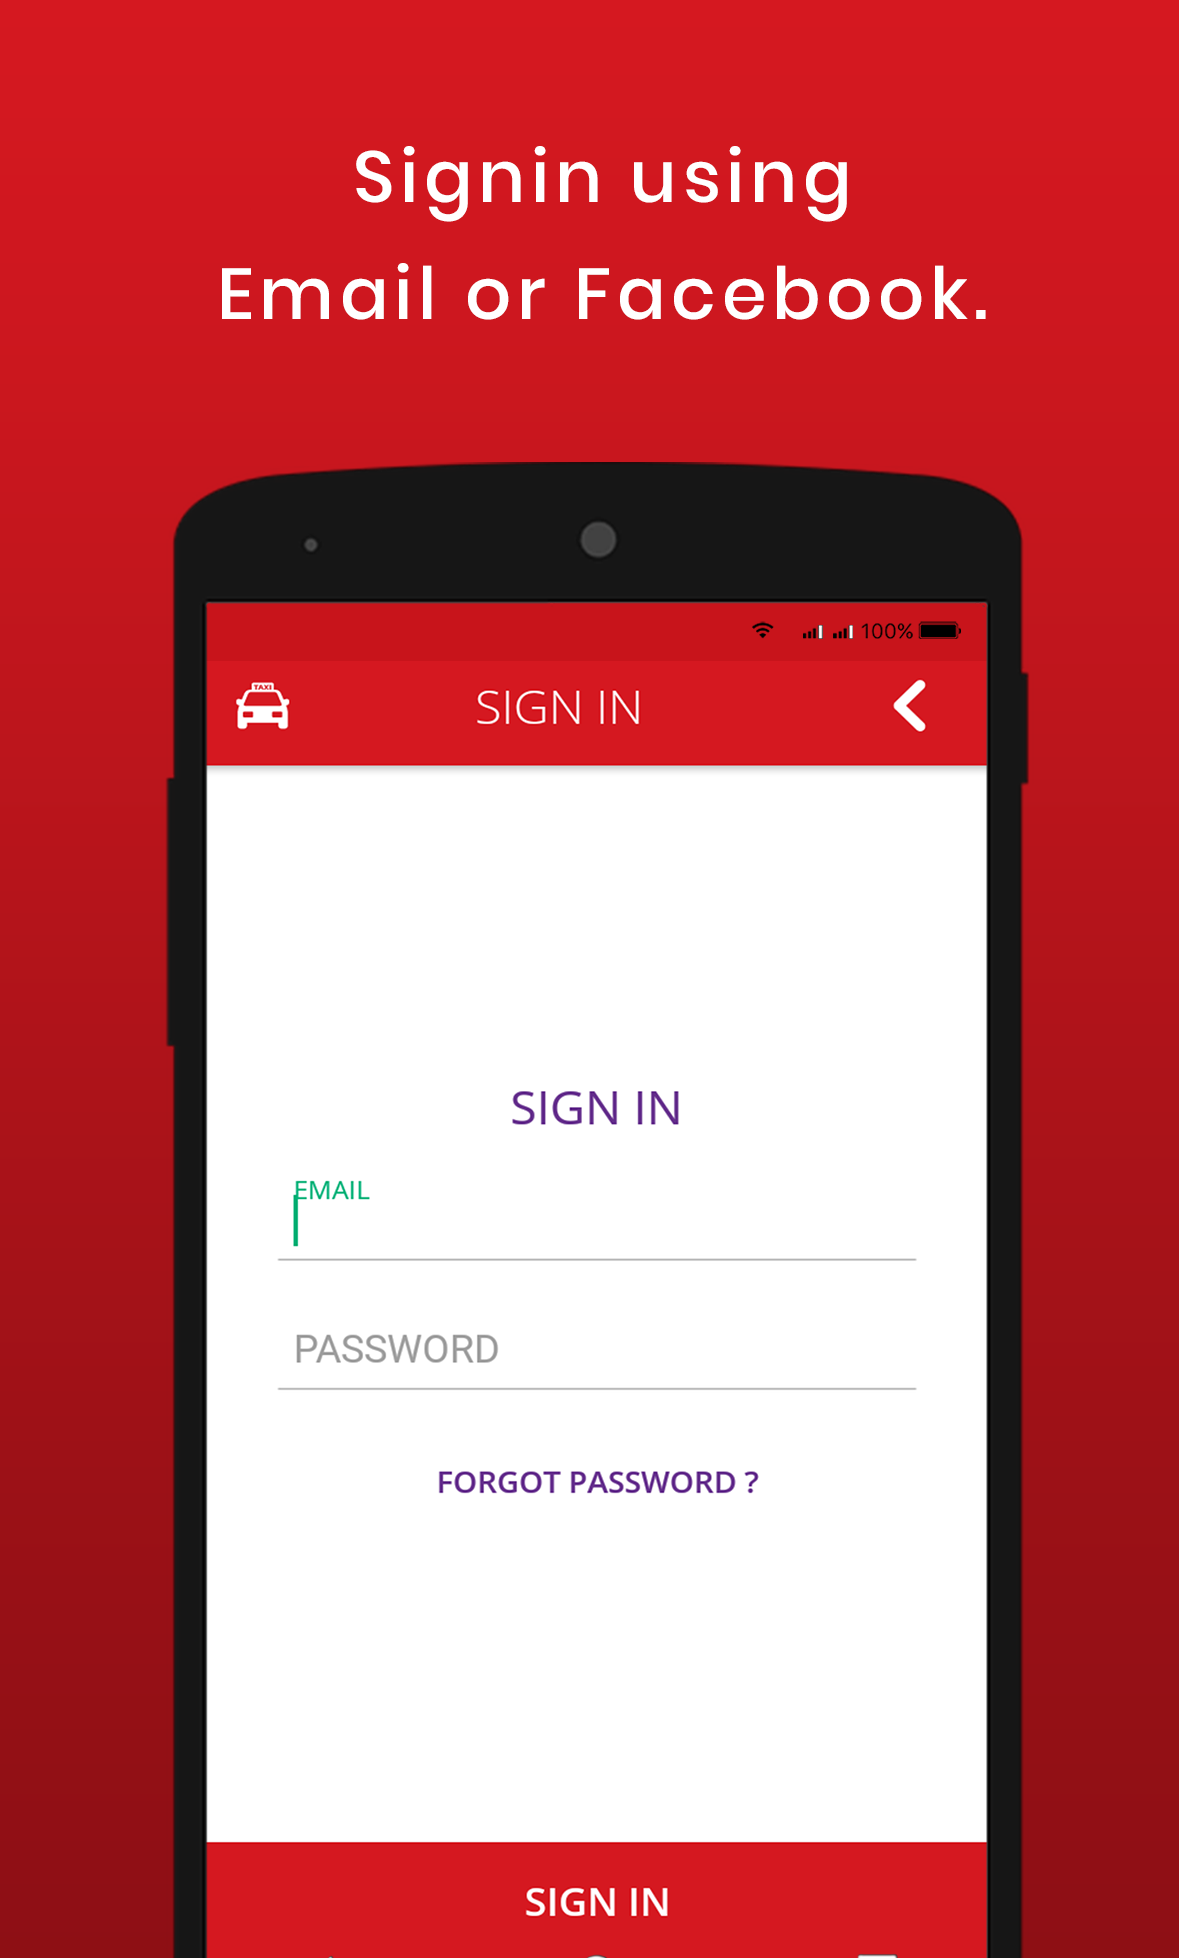 Signin using
Email or Facebook.
100%
TAXI
SIGN IN
SIGN IN
EMAIL
PASSWORD
FORGOT PASSWORD ?
SIGN IN